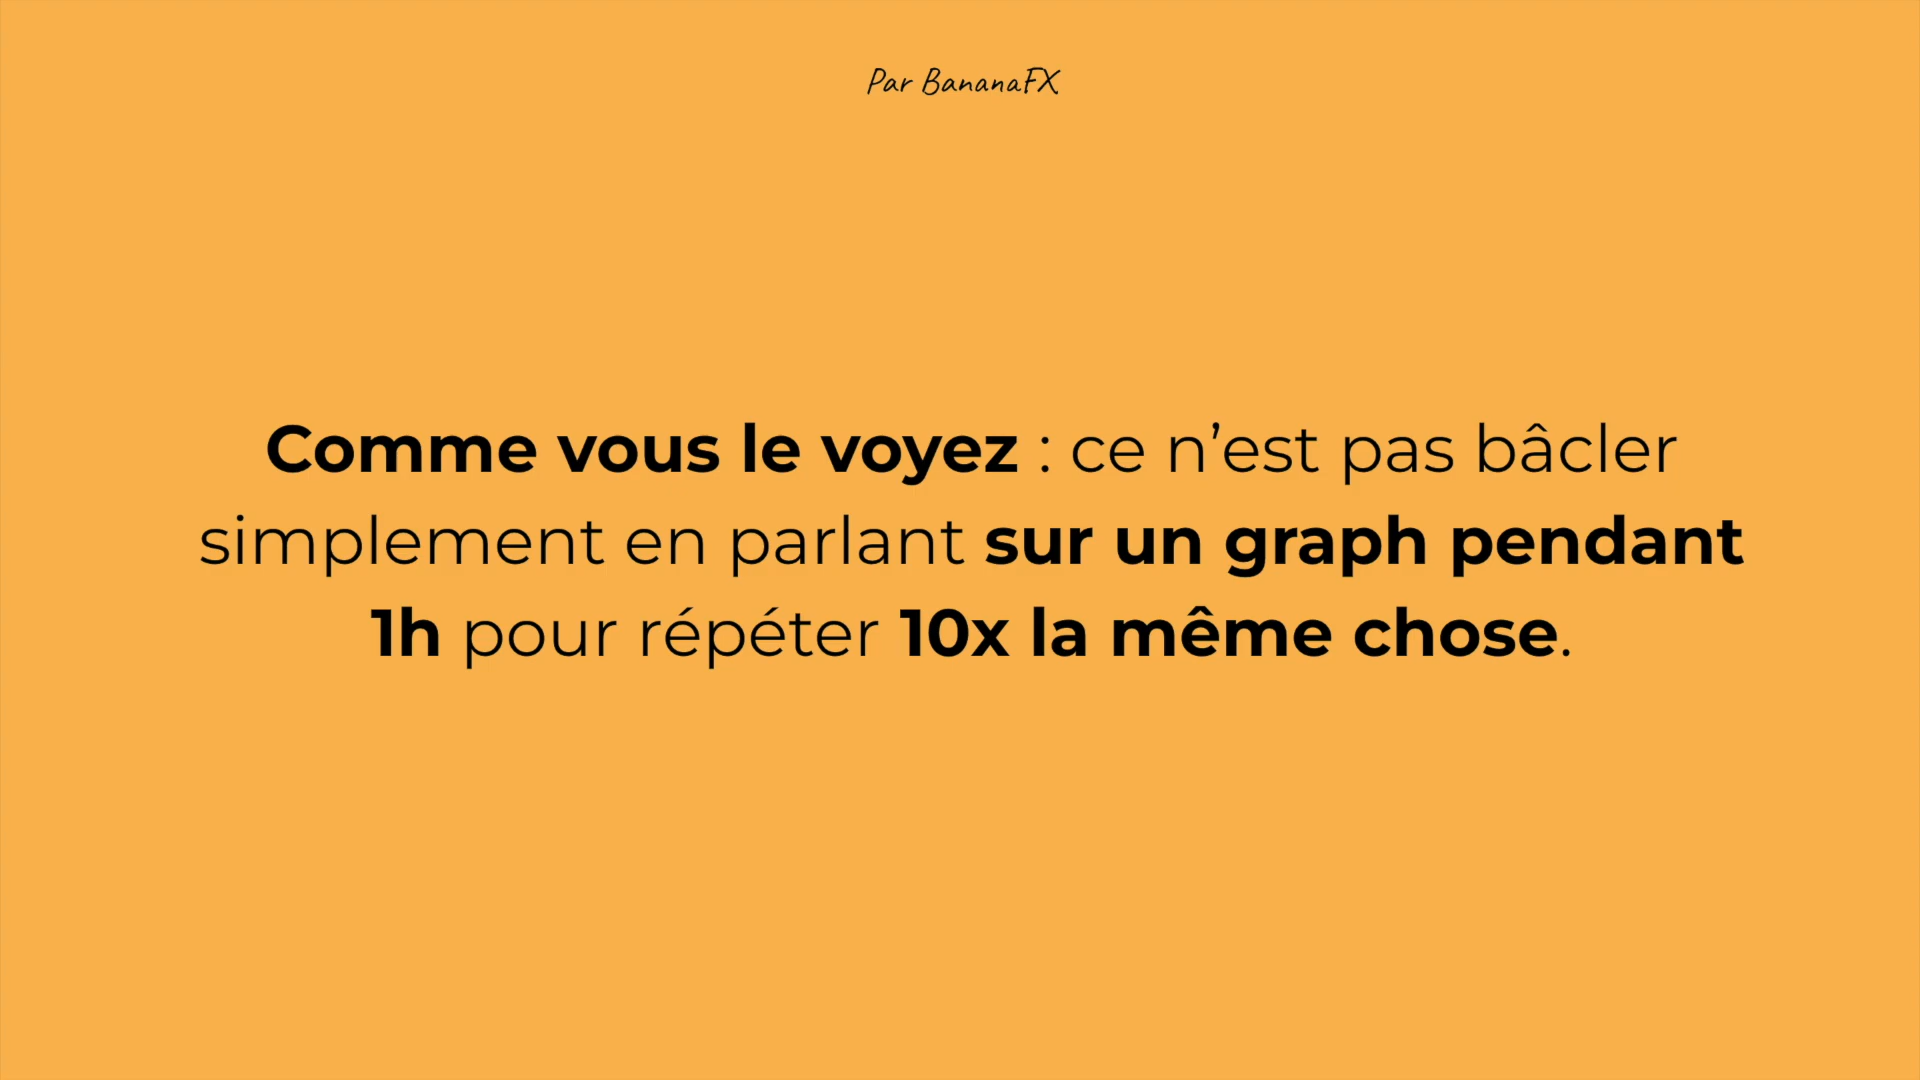 Par BananaFX
Comme vous le voyez : ce n’est pas bâcler
simplement en parlant sur un graph pendant
1h pour répéter 10x la même chose.